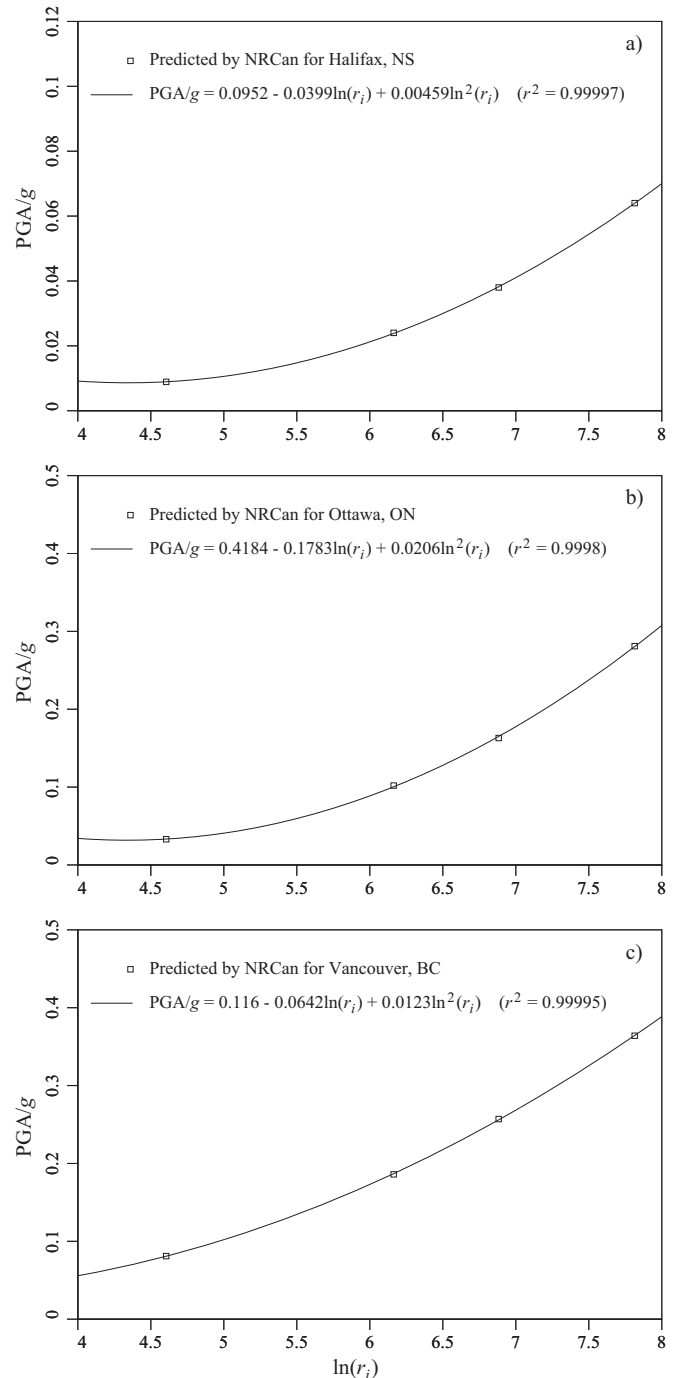 a)
Predicted by NRCan for Halifax, NS
PGA/g = 0.0952 - 0.0399ln(rᵢ) + 0.00459ln²(rᵢ) (r² = 0.99997)
0.12
0.1
0.08
0.06
0.04
0.02
0
PGA/g
4 4.5 5 5.5 6 6.5 7 7.5 8
b)
Predicted by NRCan for Ottawa, ON
PGA/g = 0.4184 - 0.1783ln(rᵢ) + 0.0206ln²(rᵢ) (r² = 0.9998)
0.5
0.4
0.3
0.2
0.1
0
PGA/g
4 4.5 5 5.5 6 6.5 7 7.5 8
c)
Predicted by NRCan for Vancouver, BC
PGA/g = 0.116 - 0.0642ln(rᵢ) + 0.0123ln²(rᵢ) (r² = 0.99995)
0.5
0.4
0.3
0.2
0.1
0
PGA/g
4 4.5 5 5.5 6 6.5 7 7.5 8
ln(rᵢ)